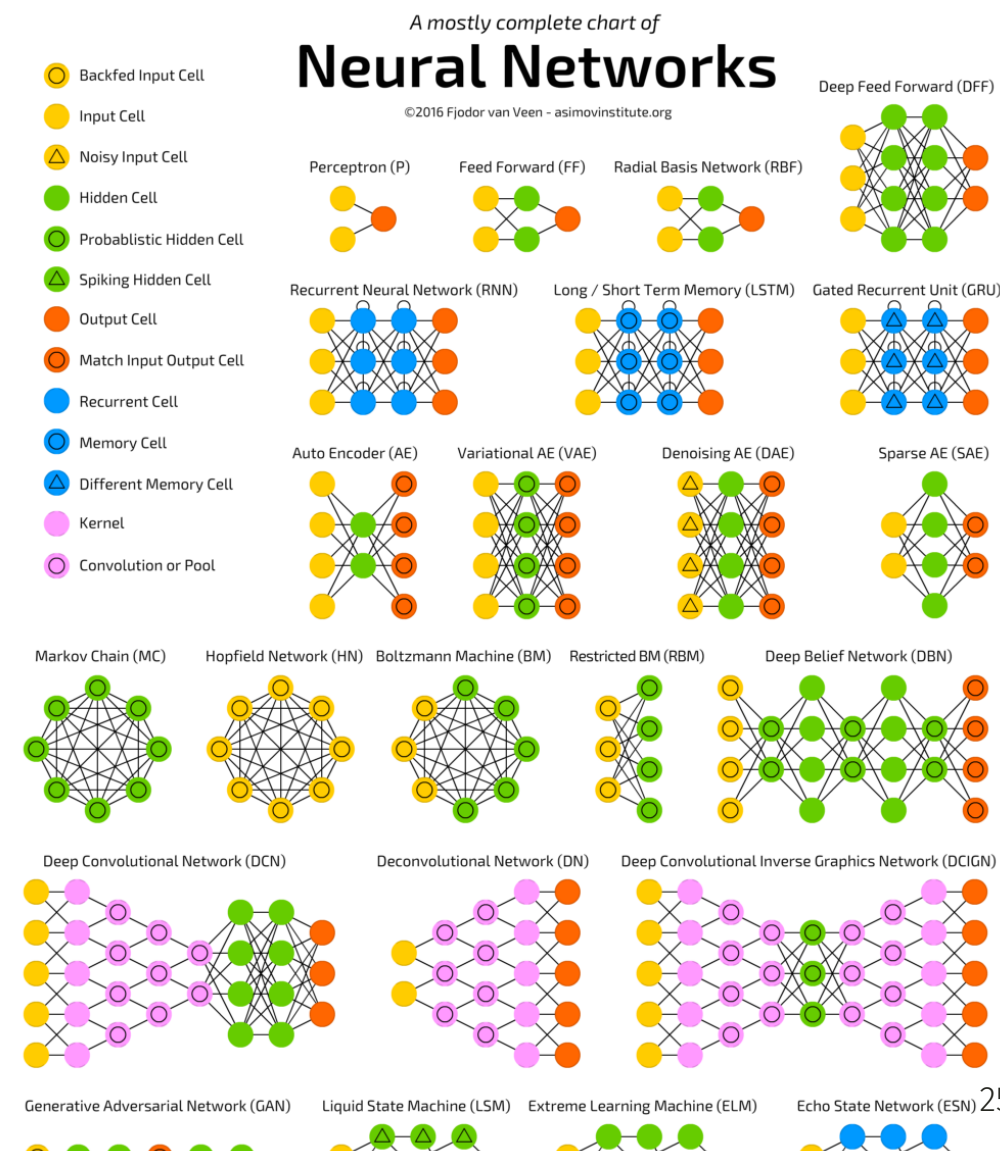 A mostly complete chart of
Neural Networks
©2016 Fjodor van Veen - asimovinstitute.org
Backfed Input Cell
Input Cell
Noisy Input Cell
Hidden Cell
Probablistic Hidden Cell
Spiking Hidden Cell
Output Cell
Match Input Output Cell
Recurrent Cell
Memory Cell
Different Memory Cell
Kernel
Convolution or Pool
Deep Feed Forward (DFF)
Perceptron (P)
Feed Forward (FF)
Radial Basis Network (RBF)
Recurrent Neural Network (RNN)
Long / Short Term Memory (LSTM)
Gated Recurrent Unit (GRU)
Auto Encoder (AE)
Variational AE (VAE)
Denoising AE (DAE)
Sparse AE (SAE)
Markov Chain (MC)
Hopfield Network (HN)
Boltzmann Machine (BM)
Restricted BM (RBM)
Deep Belief Network (DBN)
Deep Convolutional Network (DCN)
Deconvolutional Network (DN)
Deep Convolutional Inverse Graphics Network (DCIGN)
Generative Adversarial Network (GAN)
Liquid State Machine (LSM)
Extreme Learning Machine (ELM)
Echo State Network (ESN)